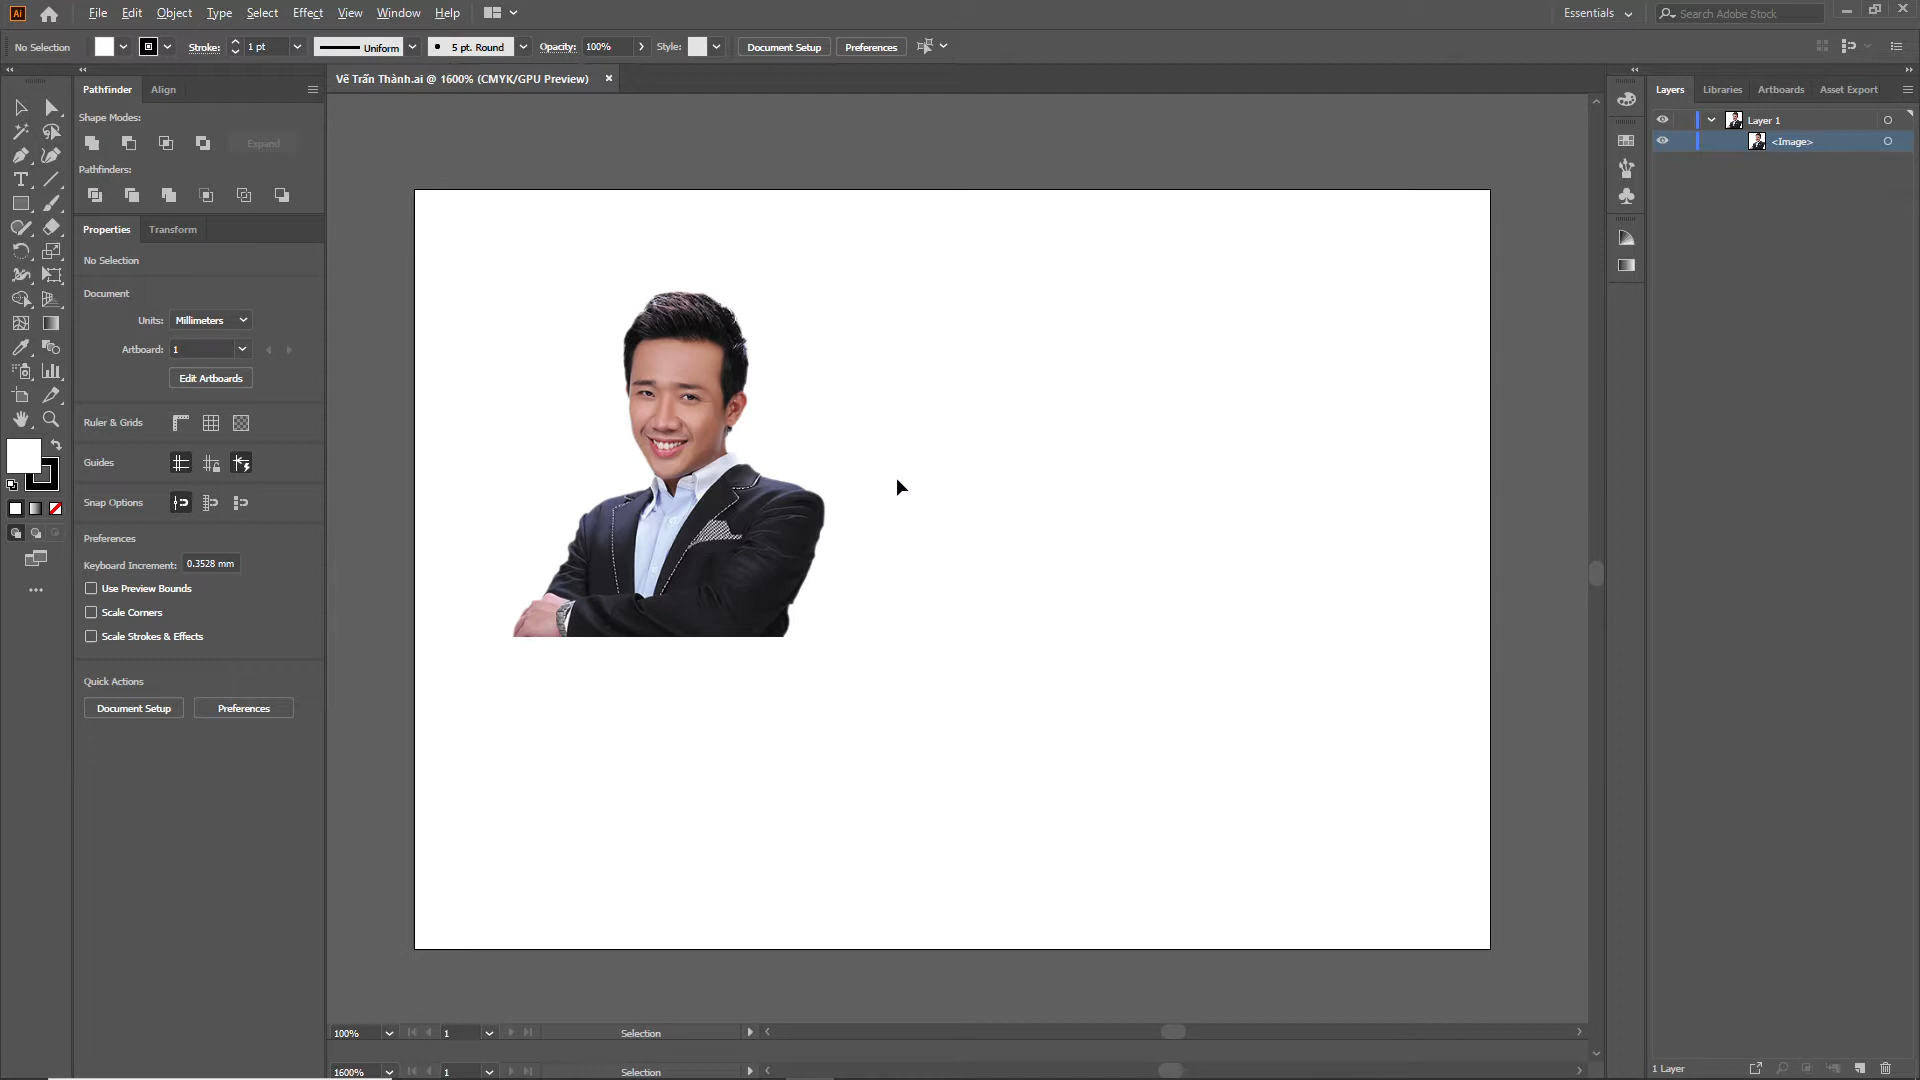 Ai File Edit Object Type Select Effect View Window Help Essentials Search Adobe Stock
No Selection Stroke: 1 pt Uniform 5 pt. Round Opacity: 100% Style: Document Setup Preferences
Vẽ Trấn Thành.ai @ 1600% (CMYK/GPU Preview)
Pathfinder Align
Shape Modes:
Expand
Pathfinders:
Properties Transform
No Selection
Document
Units: Millimeters
Artboard: 1
Edit Artboards
Ruler & Grids
Guides
Snap Options
Preferences
Keyboard Increment: 0.3528 mm
Use Preview Bounds
Scale Corners
Scale Strokes & Effects
Quick Actions
Document Setup Preferences
Layers Libraries Artboards Asset Export
Layer 1
<Image>
100% 1 Selection
1600% 1 Selection
1 Layer